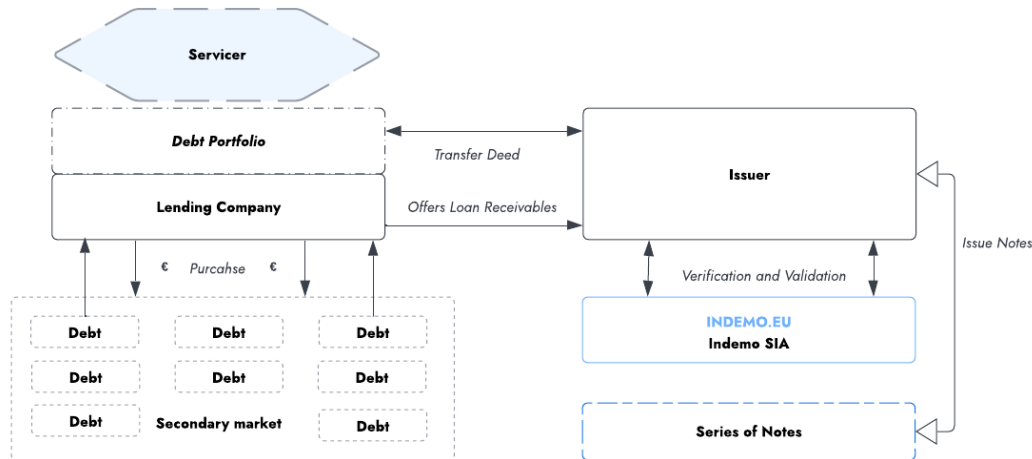 Servicer
Debt Portfolio
Transfer Deed
Issuer
Lending Company
Offers Loan Receivables
Issue Notes
€ Purcahse €
Verification and Validation
Debt Debt Debt
INDEMO.EU
Indemo SIA
Debt Debt Debt
Debt Secondary market Debt
Series of Notes